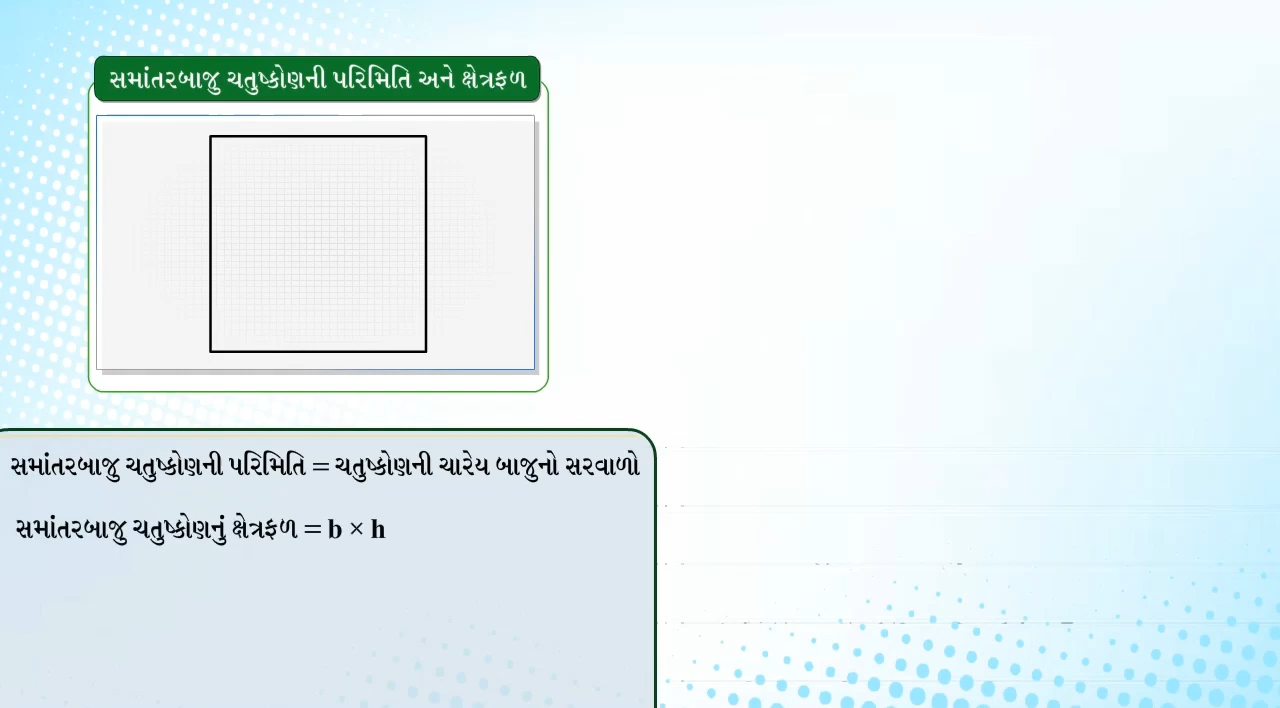 સમાંતરબાજુ ચતુષ્કોણની પરિમિતિ અને ક્ષેત્રફળ
સમાંતરબાજુ ચતુષ્કોણની પરિમિતિ = ચતુષ્કોણની ચારેય બાજુનો સરવાળો
સમાંતરબાજુ ચતુષ્કોણનું ક્ષેત્રફળ = b × h